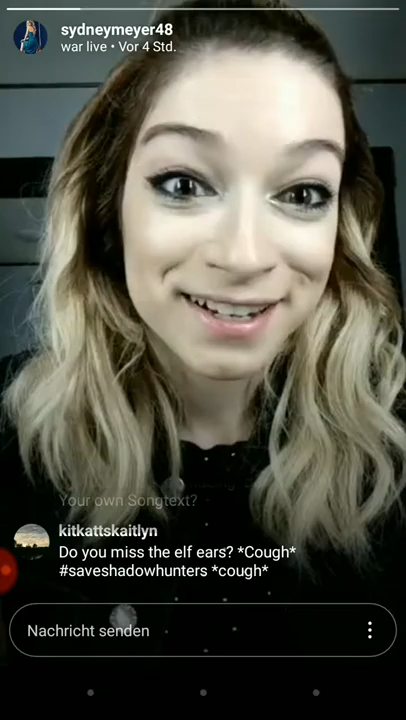 sydneymeyer48
war live • Vor 4 Std.
Your own Songtext?
kitkattskaitlyn
Do you miss the elf ears? *Cough*
#saveshadowhunters *cough*
Nachricht senden